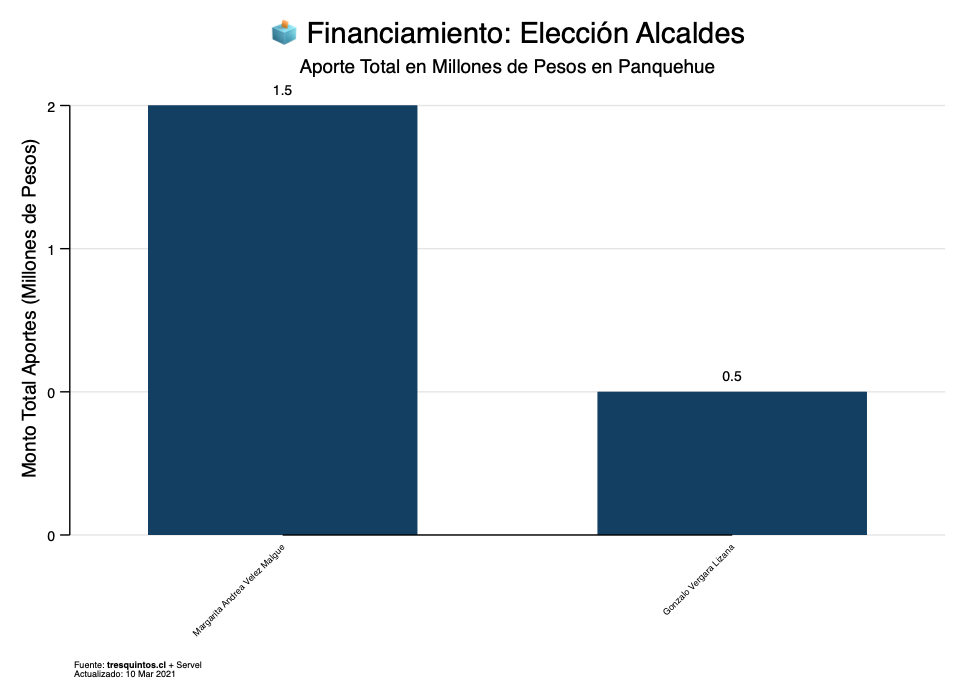 Financiamiento: Elección Alcaldes
Aporte Total en Millones de Pesos en Panquehue
Monto Total Aportes (Millones de Pesos)
2
1
0
0
1.5
0.5
Margarita Andrea Velez Malgue
Gonzalo Vergara Lizana
Fuente: tresquintos.cl + Servel
Actualizado: 10 Mar 2021